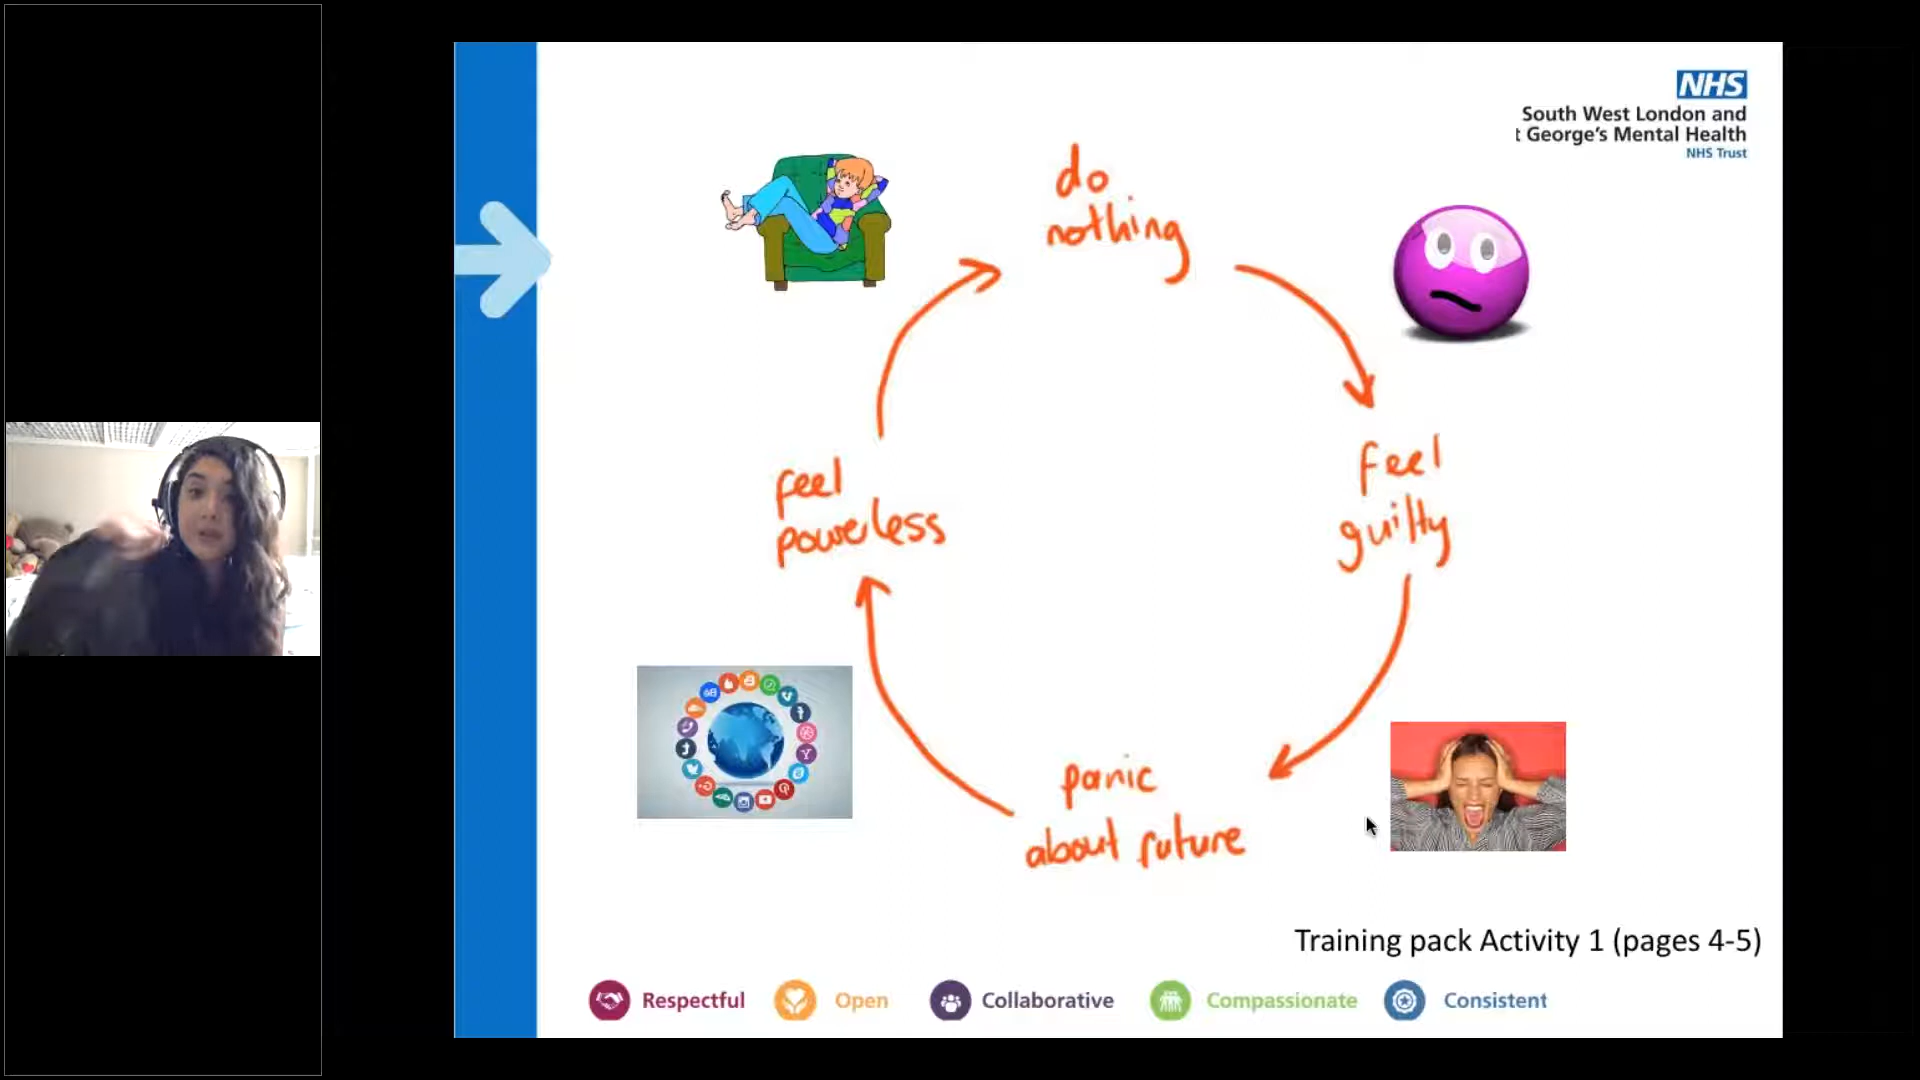 NHS
South West London and
t George's Mental Health
NHS Trust
do
nothing
feel
guilty
panic
about future
feel
powerless
Training pack Activity 1 (pages 4-5)
Respectful
Open
Collaborative
Compassionate
Consistent